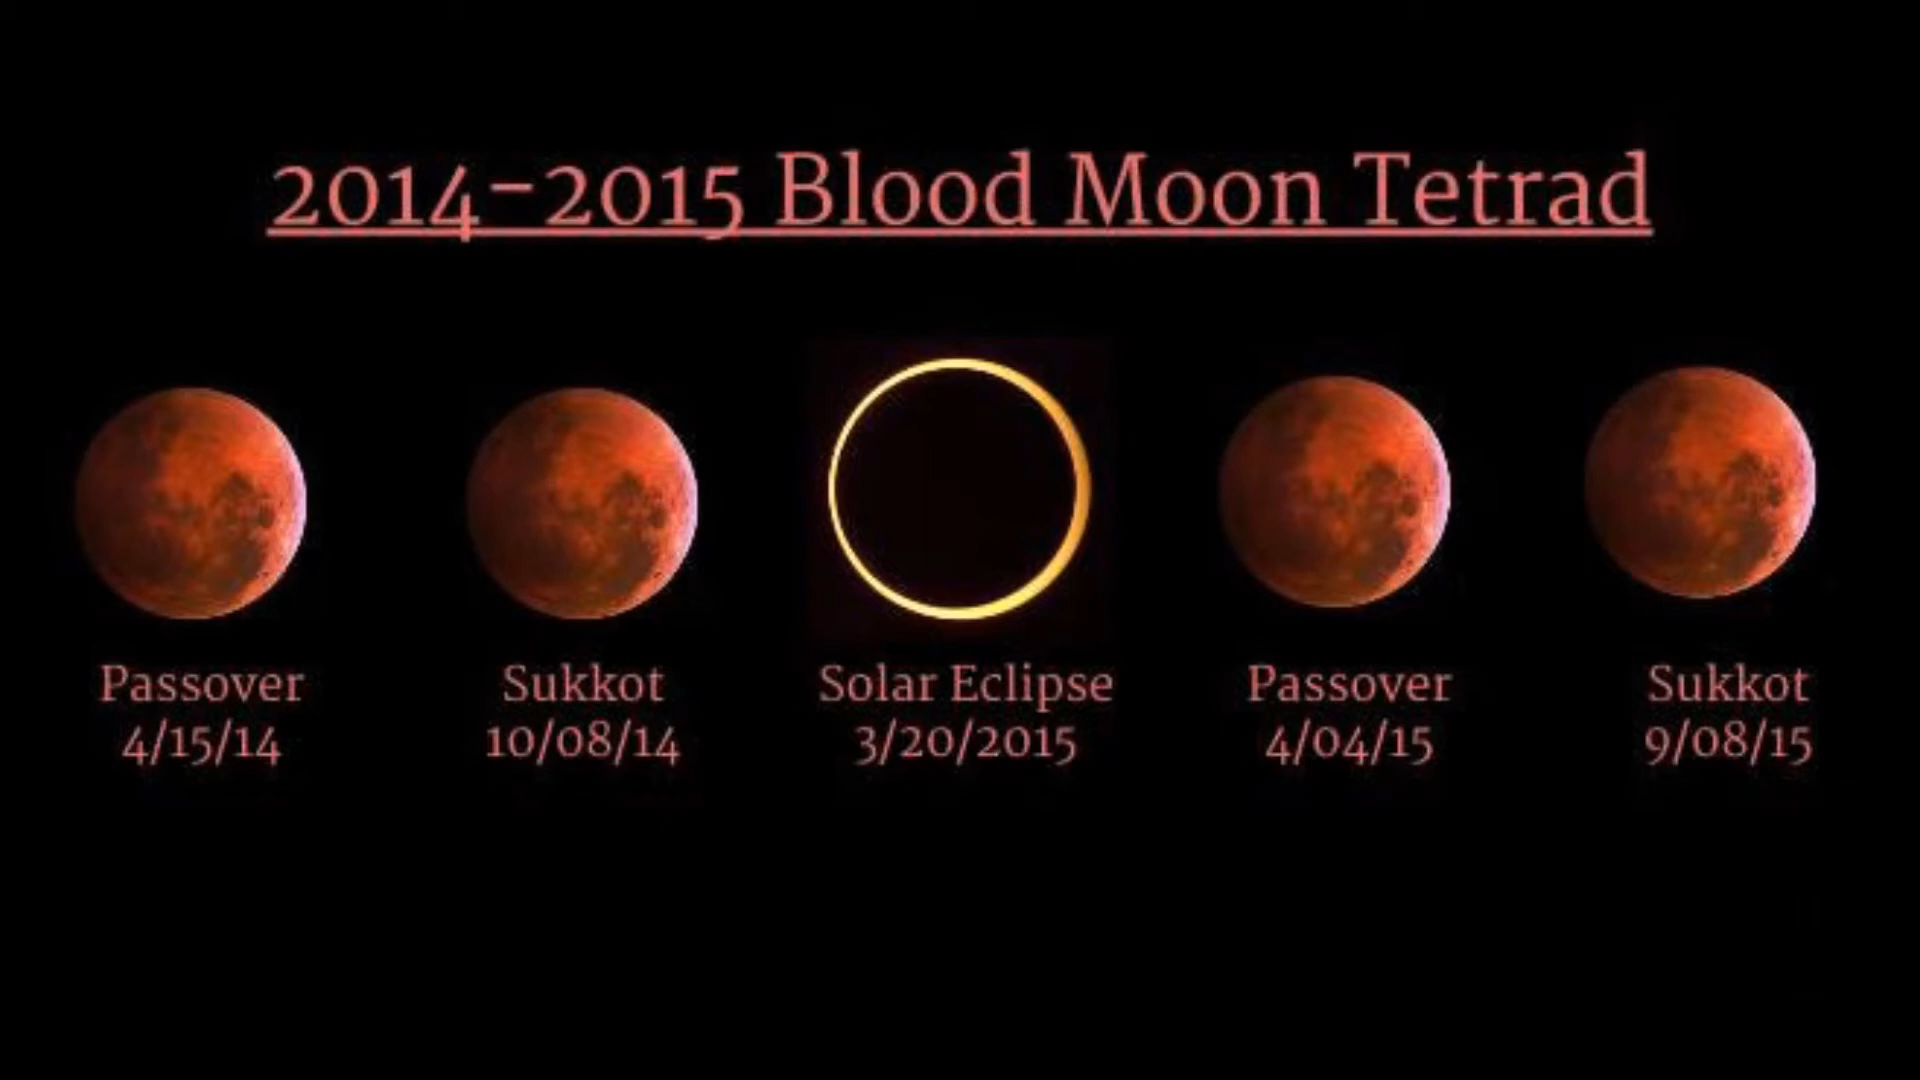 2014-2015 Blood Moon Tetrad
Passover
4/15/14
Sukkot
10/08/14
Solar Eclipse
3/20/2015
Passover
4/04/15
Sukkot
9/08/15